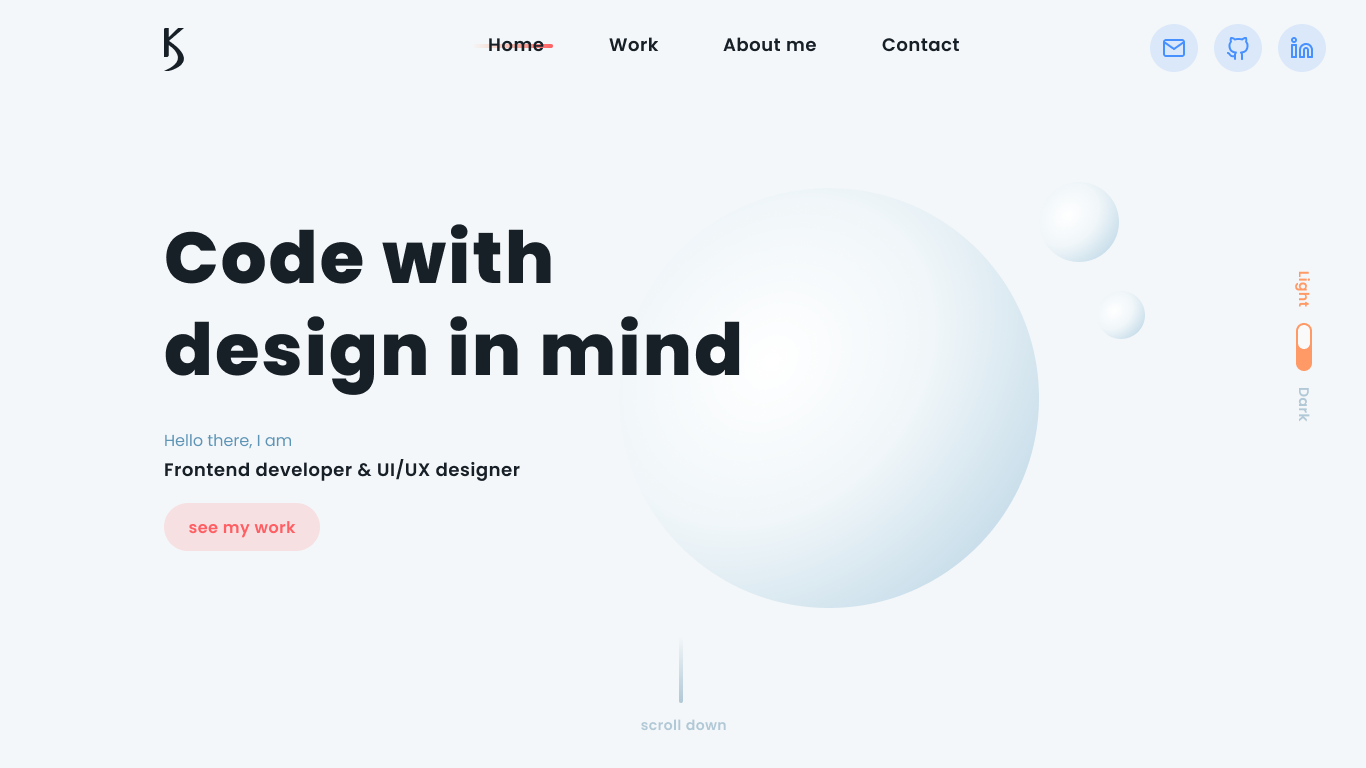 KS
Home
Work
About me
Contact
Code with
design in mind
Hello there, I am
Frontend developer & UI/UX designer
see my work
Light
Dark
scroll down